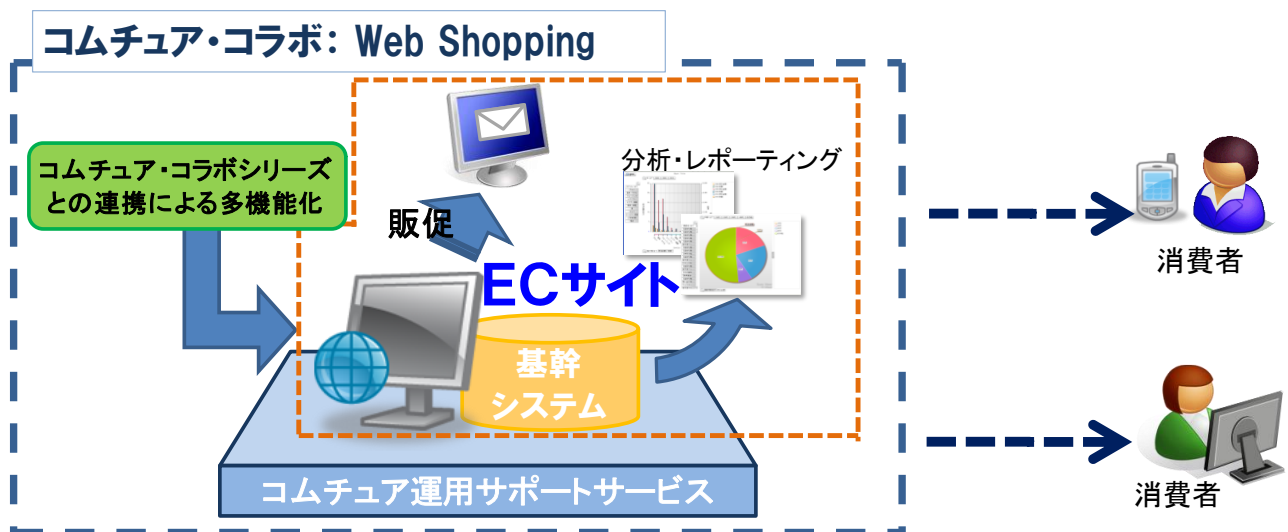 コムチュア・コラボ： Web Shopping
コムチュア・コラボシリーズ
との連携による多機能化
分析・レポーティング
販促
ECサイト
基幹
システム
コムチュア運用サポートサービス
消費者
消費者